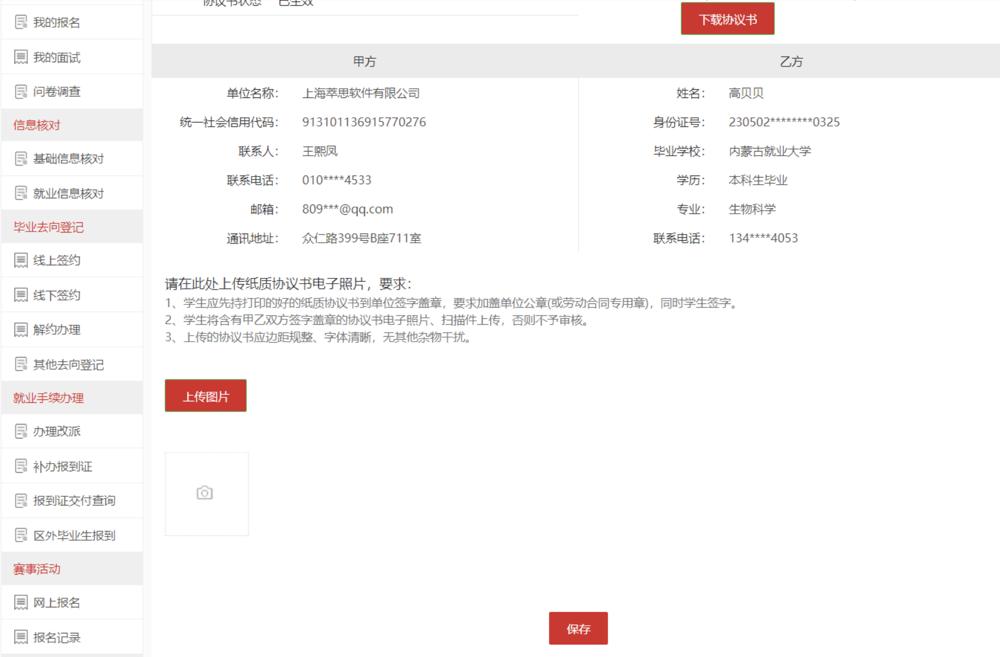 协议书状态 已生效
下载协议书
我的报名
我的面试
问卷调查
信息核对
基础信息核对
就业信息核对
毕业去向登记
线上签约
线下签约
解约办理
其他去向登记
就业手续办理
办理改派
补办报到证
报到证交付查询
区外毕业生报到
赛事活动
网上报名
报名记录
甲方
单位名称： 上海萃思软件有限公司
统一社会信用代码： 913101136915770276
联系人： 王熙凤
联系电话： 010****4533
邮箱： 809***@qq.com
通讯地址： 众仁路399号B座711室
乙方
姓名： 高贝贝
身份证号： 230502********0325
毕业学校： 内蒙古就业大学
学历： 本科生毕业
专业： 生物科学
联系电话： 134****4053
请在此处上传纸质协议书电子照片，要求：
1、学生应先持打印的好的纸质协议书到单位签字盖章，要求加盖单位公章(或劳动合同专用章)，同时学生签字。
2、学生将含有甲乙双方签字盖章的协议书电子照片、扫描件上传，否则不予审核。
3、上传的协议书应边距规整、字体清晰，无其他杂物干扰。
上传图片
保存